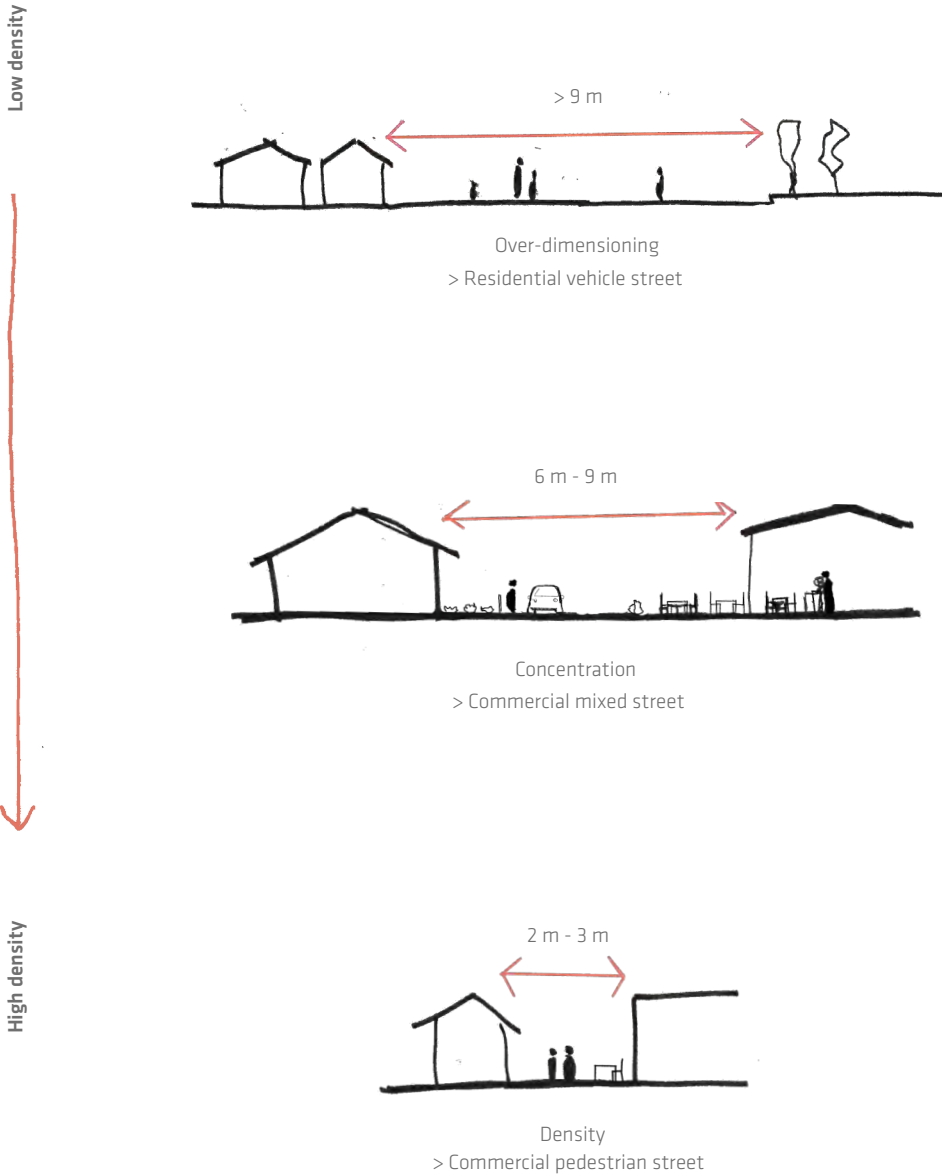 Low density
> 9 m
Over-dimensioning
> Residential vehicle street
6 m - 9 m
Concentration
> Commercial mixed street
High density
2 m - 3 m
Density
> Commercial pedestrian street